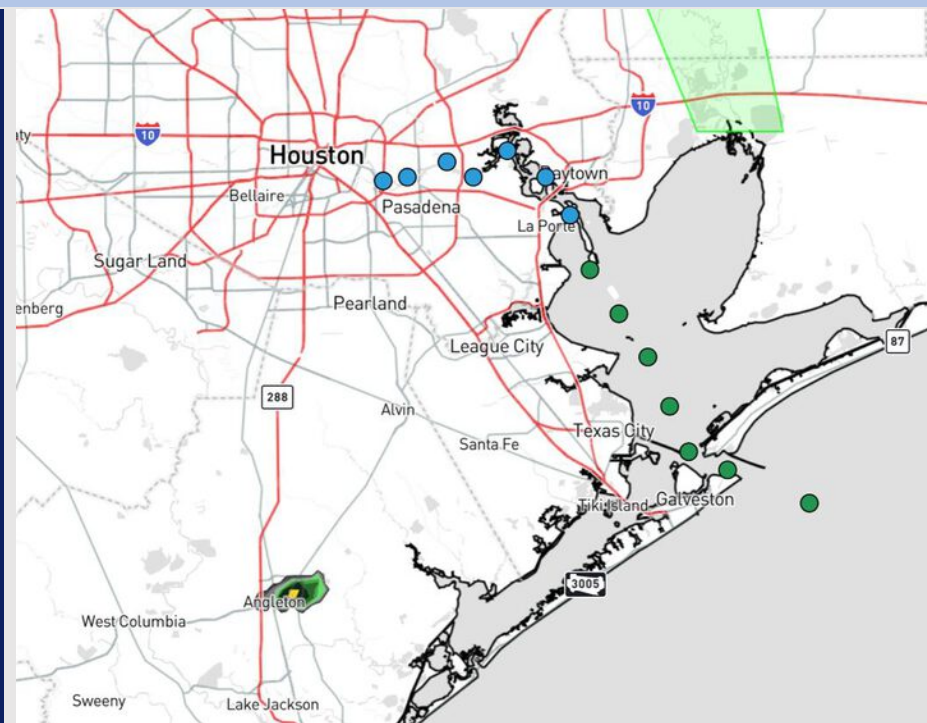 10
10
aty
Houston
aytown
Bellaire
Pasadena
La Porte
Sugar Land
Pearland
enberg
League City
87
288
Alvin
Texas City
Santa Fe
Tiki Island
Galveston
3005
Angleton
West Columbia
Sweeny
Lake Jackson